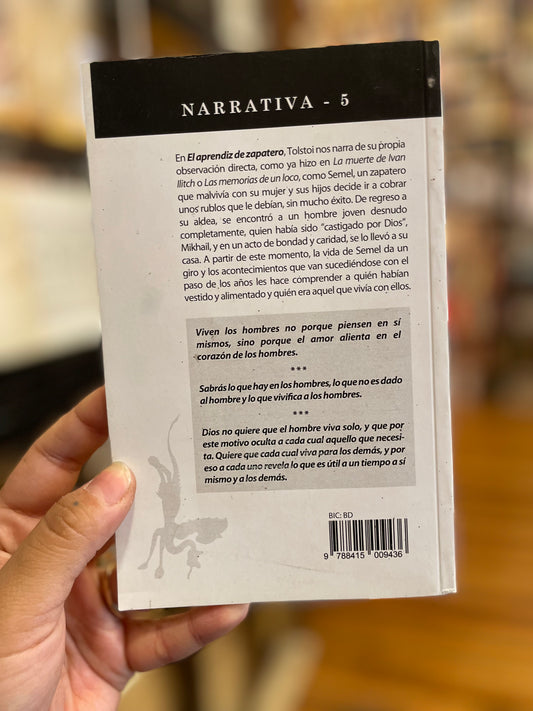 NARRATIVA - 5
En El aprendiz de zapatero, Tolstoi nos narra de su propia
observación directa, como ya hizo en La muerte de Ivan
Ilitch o Las memorias de un loco, como Semel, un zapatero
que malvivía con su mujer y sus hijos decide ir a cobrar
unos rublos que le debían, sin mucho éxito. De regreso a
su aldea, se encontró a un hombre joven desnudo
completamente, quien había sido "castigado por Dios",
Mikhail, y en un acto de bondad y caridad, se lo llevó a su
casa. A partir de este momento, la vida de Semel da un
giro y los acontecimientos que van sucediéndose con el
paso de los años les hace comprender a quién habían
vestido y alimentado y quién era aquel que vivía con ellos.
Viven los hombres no porque piensen en sí
mismos, sino porque el amor alienta en el
corazón de los hombres.
***
Sabrás lo que hay en los hombres, lo que no es dado
al hombre y lo que vivifica a los hombres.
***
Dios no quiere que el hombre viva solo, y que por
este motivo oculta a cada cual aquello que necesi-
ta. Quiere que cada cual viva para los demás, y por
eso a cada uno revela lo que es útil a un tiempo a sí
mismo y a los demás.
BIC: BD
9 788415 009436